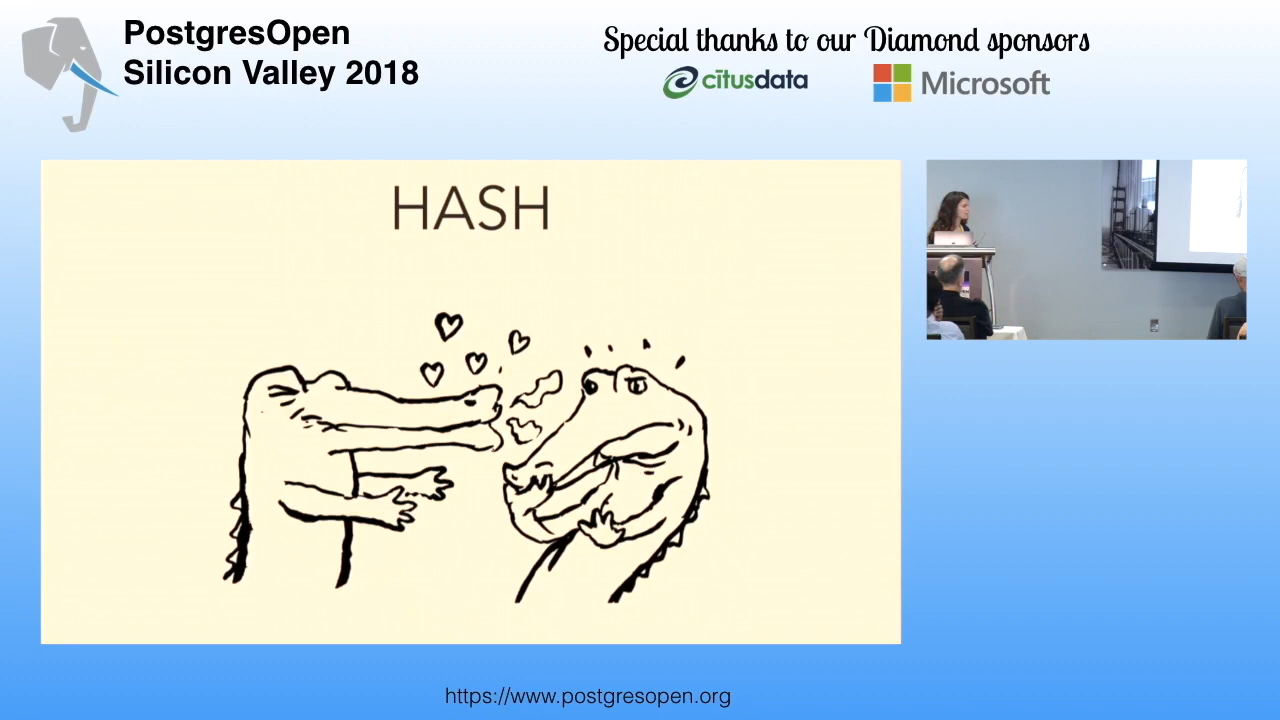 PostgresOpen
Silicon Valley 2018
Special thanks to our Diamond sponsors
citusdata
Microsoft
HASH
https://www.postgresopen.org